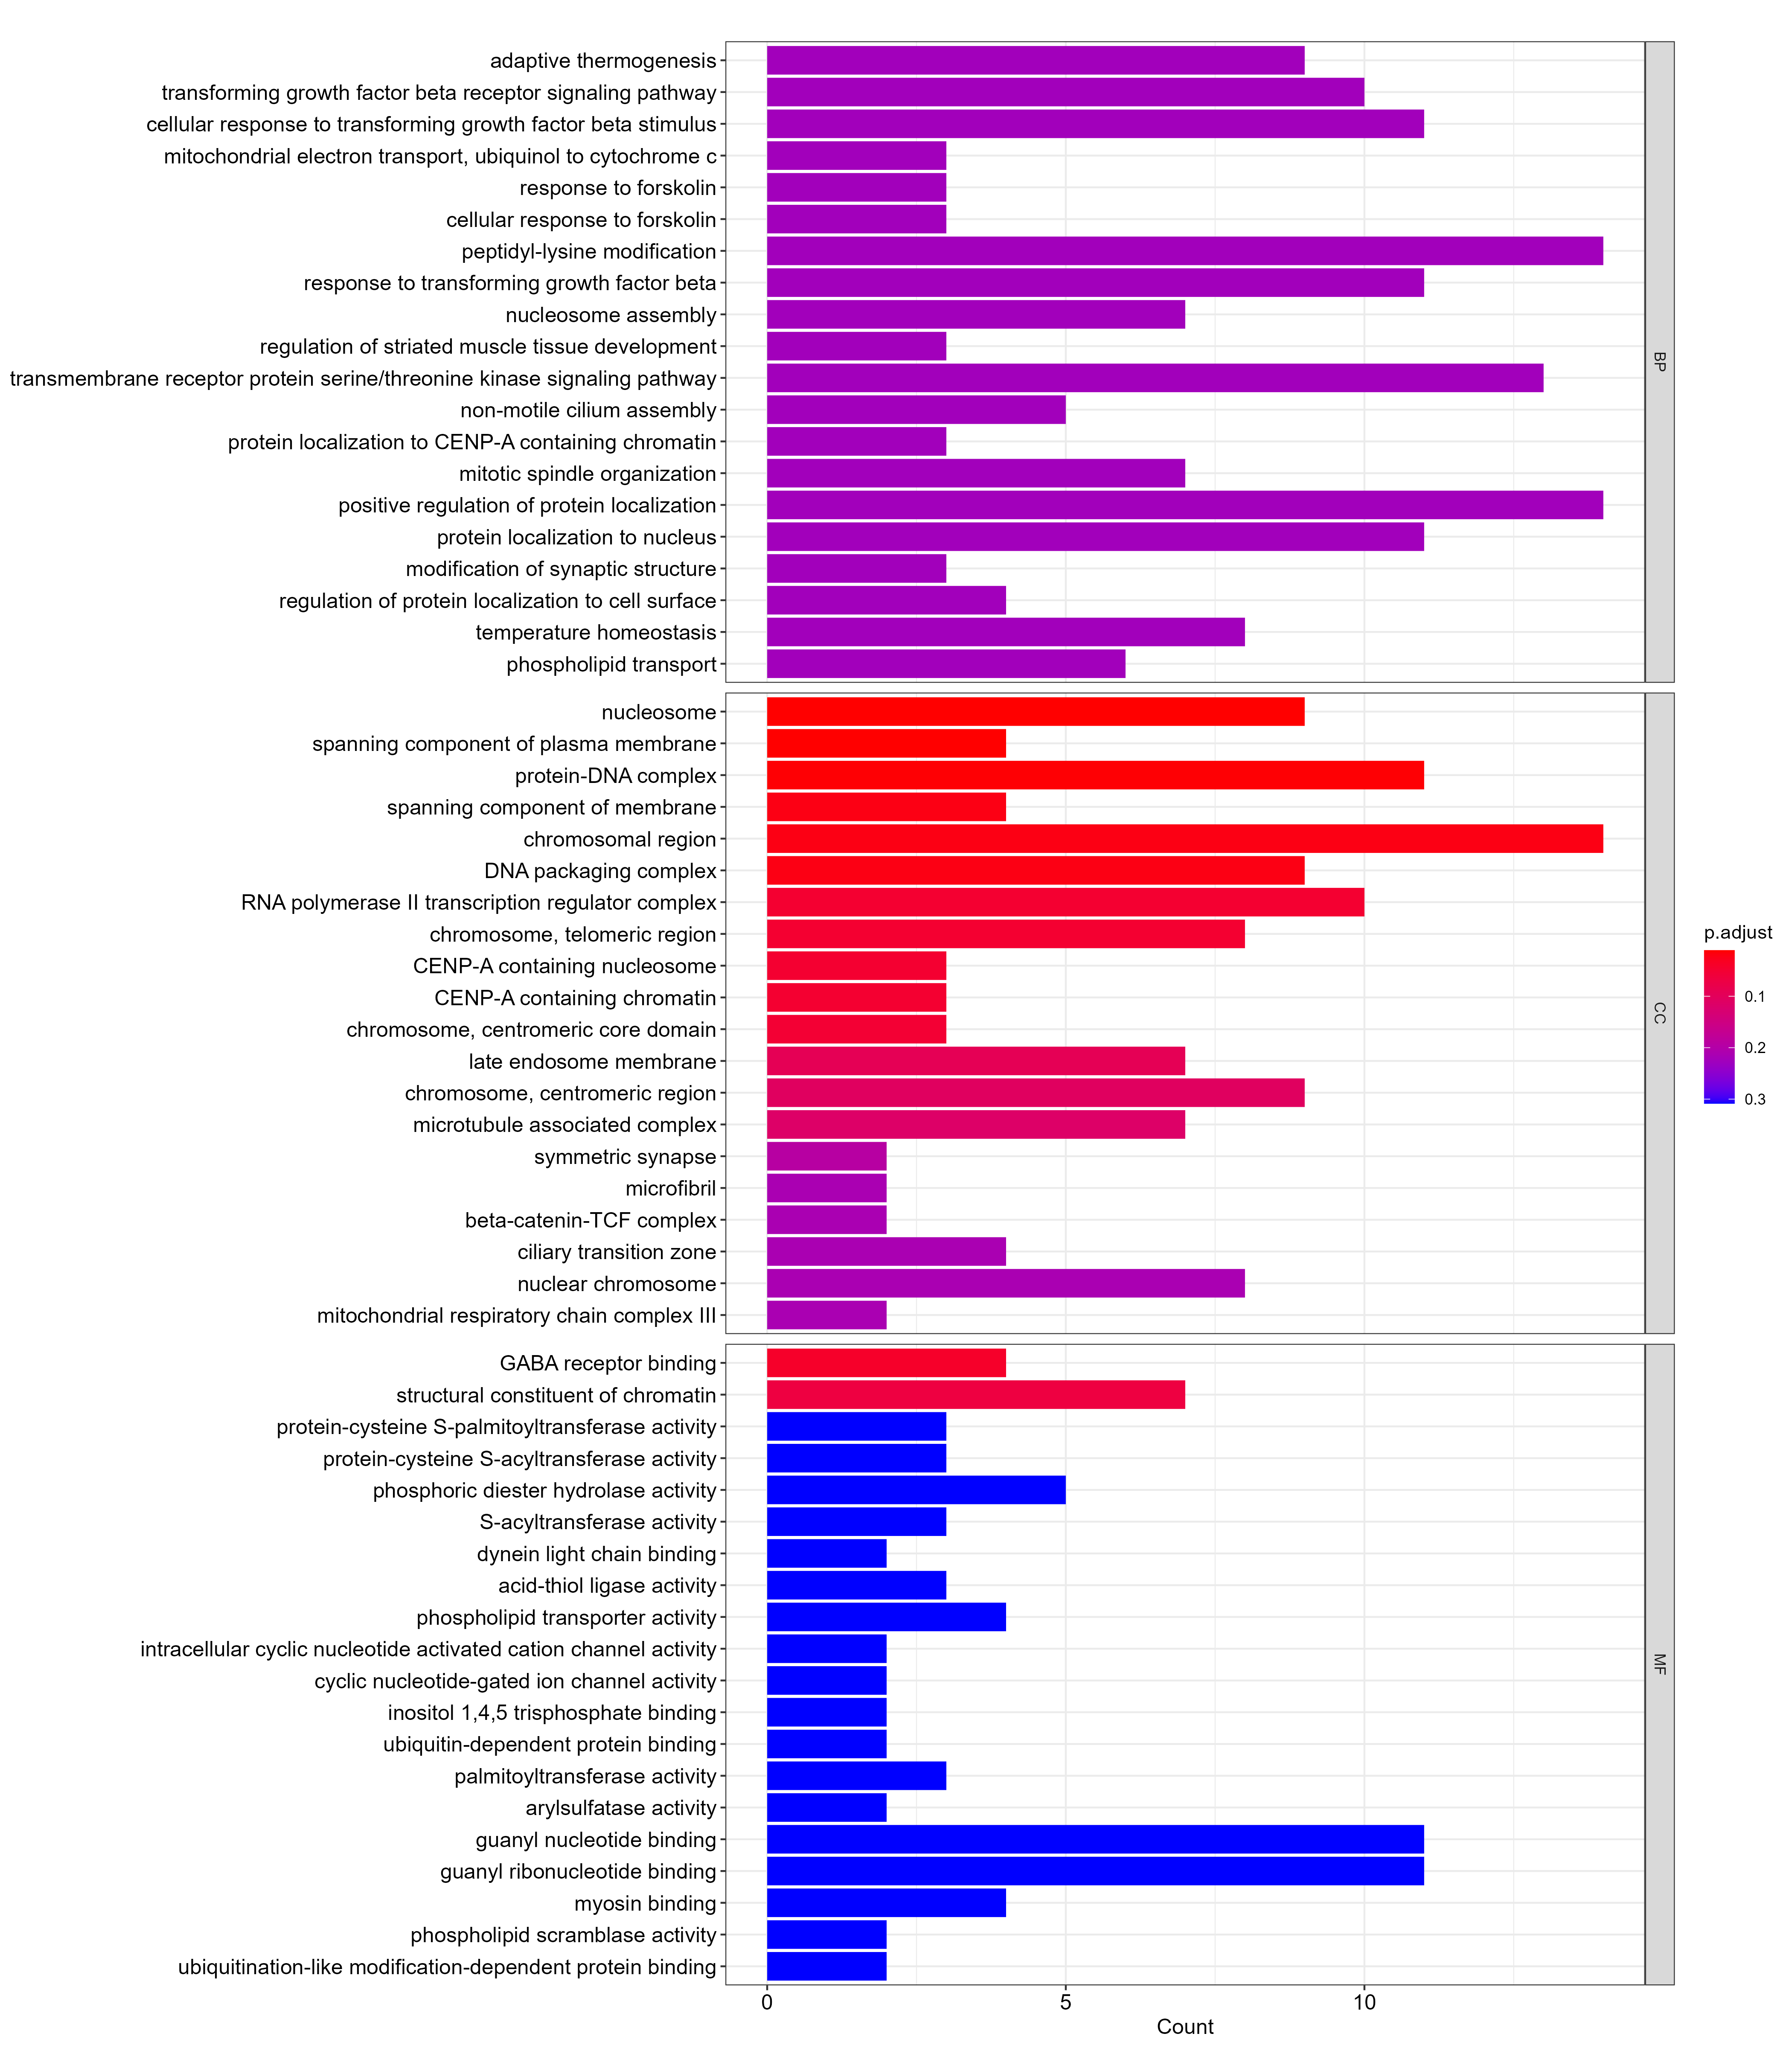 adaptive thermogenesis
transforming growth factor beta receptor signaling pathway
cellular response to transforming growth factor beta stimulus
mitochondrial electron transport, ubiquinol to cytochrome c
response to forskolin
cellular response to forskolin
peptidyl-lysine modification
response to transforming growth factor beta
nucleosome assembly
regulation of striated muscle tissue development
transmembrane receptor protein serine/threonine kinase signaling pathway
non-motile cilium assembly
protein localization to CENP-A containing chromatin
mitotic spindle organization
positive regulation of protein localization
protein localization to nucleus
modification of synaptic structure
regulation of protein localization to cell surface
temperature homeostasis
phospholipid transport
BP
nucleosome
spanning component of plasma membrane
protein-DNA complex
spanning component of membrane
chromosomal region
DNA packaging complex
RNA polymerase II transcription regulator complex
chromosome, telomeric region
CENP-A containing nucleosome
CENP-A containing chromatin
chromosome, centromeric core domain
late endosome membrane
chromosome, centromeric region
microtubule associated complex
symmetric synapse
microfibril
beta-catenin-TCF complex
ciliary transition zone
nuclear chromosome
mitochondrial respiratory chain complex III
CC
GABA receptor binding
structural constituent of chromatin
protein-cysteine S-palmitoyltransferase activity
protein-cysteine S-acyltransferase activity
phosphoric diester hydrolase activity
S-acyltransferase activity
dynein light chain binding
acid-thiol ligase activity
phospholipid transporter activity
intracellular cyclic nucleotide activated cation channel activity
cyclic nucleotide-gated ion channel activity
inositol 1,4,5 trisphosphate binding
ubiquitin-dependent protein binding
palmitoyltransferase activity
arylsulfatase activity
guanyl nucleotide binding
guanyl ribonucleotide binding
myosin binding
phospholipid scramblase activity
ubiquitination-like modification-dependent protein binding
MF
0 5 10
Count
p.adjust
0.1
0.2
0.3